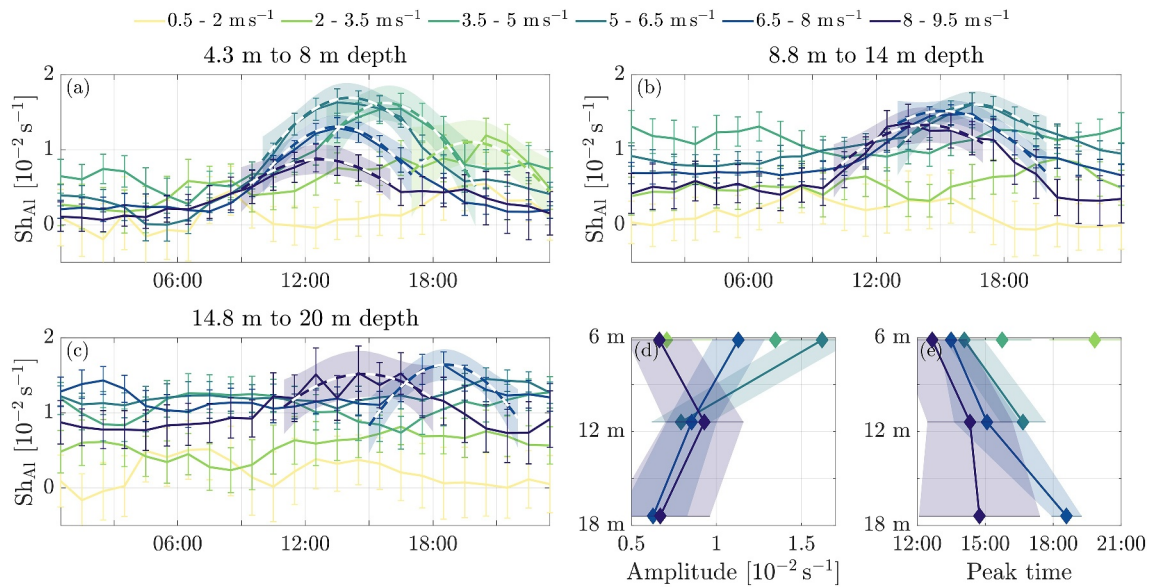 0.5 - 2 m s⁻¹ 2 - 3.5 m s⁻¹ 3.5 - 5 m s⁻¹ 5 - 6.5 m s⁻¹ 6.5 - 8 m s⁻¹ 8 - 9.5 m s⁻¹
4.3 m to 8 m depth
(a)
Sh_Al [10⁻² s⁻¹]
2
1
0
06:00 12:00 18:00
8.8 m to 14 m depth
(b)
Sh_Al [10⁻² s⁻¹]
2
1
0
06:00 12:00 18:00
14.8 m to 20 m depth
(c)
Sh_Al [10⁻² s⁻¹]
2
1
0
06:00 12:00 18:00
(d)
6 m
12 m
18 m
0.5 1 1.5
Amplitude [10⁻² s⁻¹]
(e)
6 m
12 m
18 m
12:00 15:00 18:00 21:00
Peak time